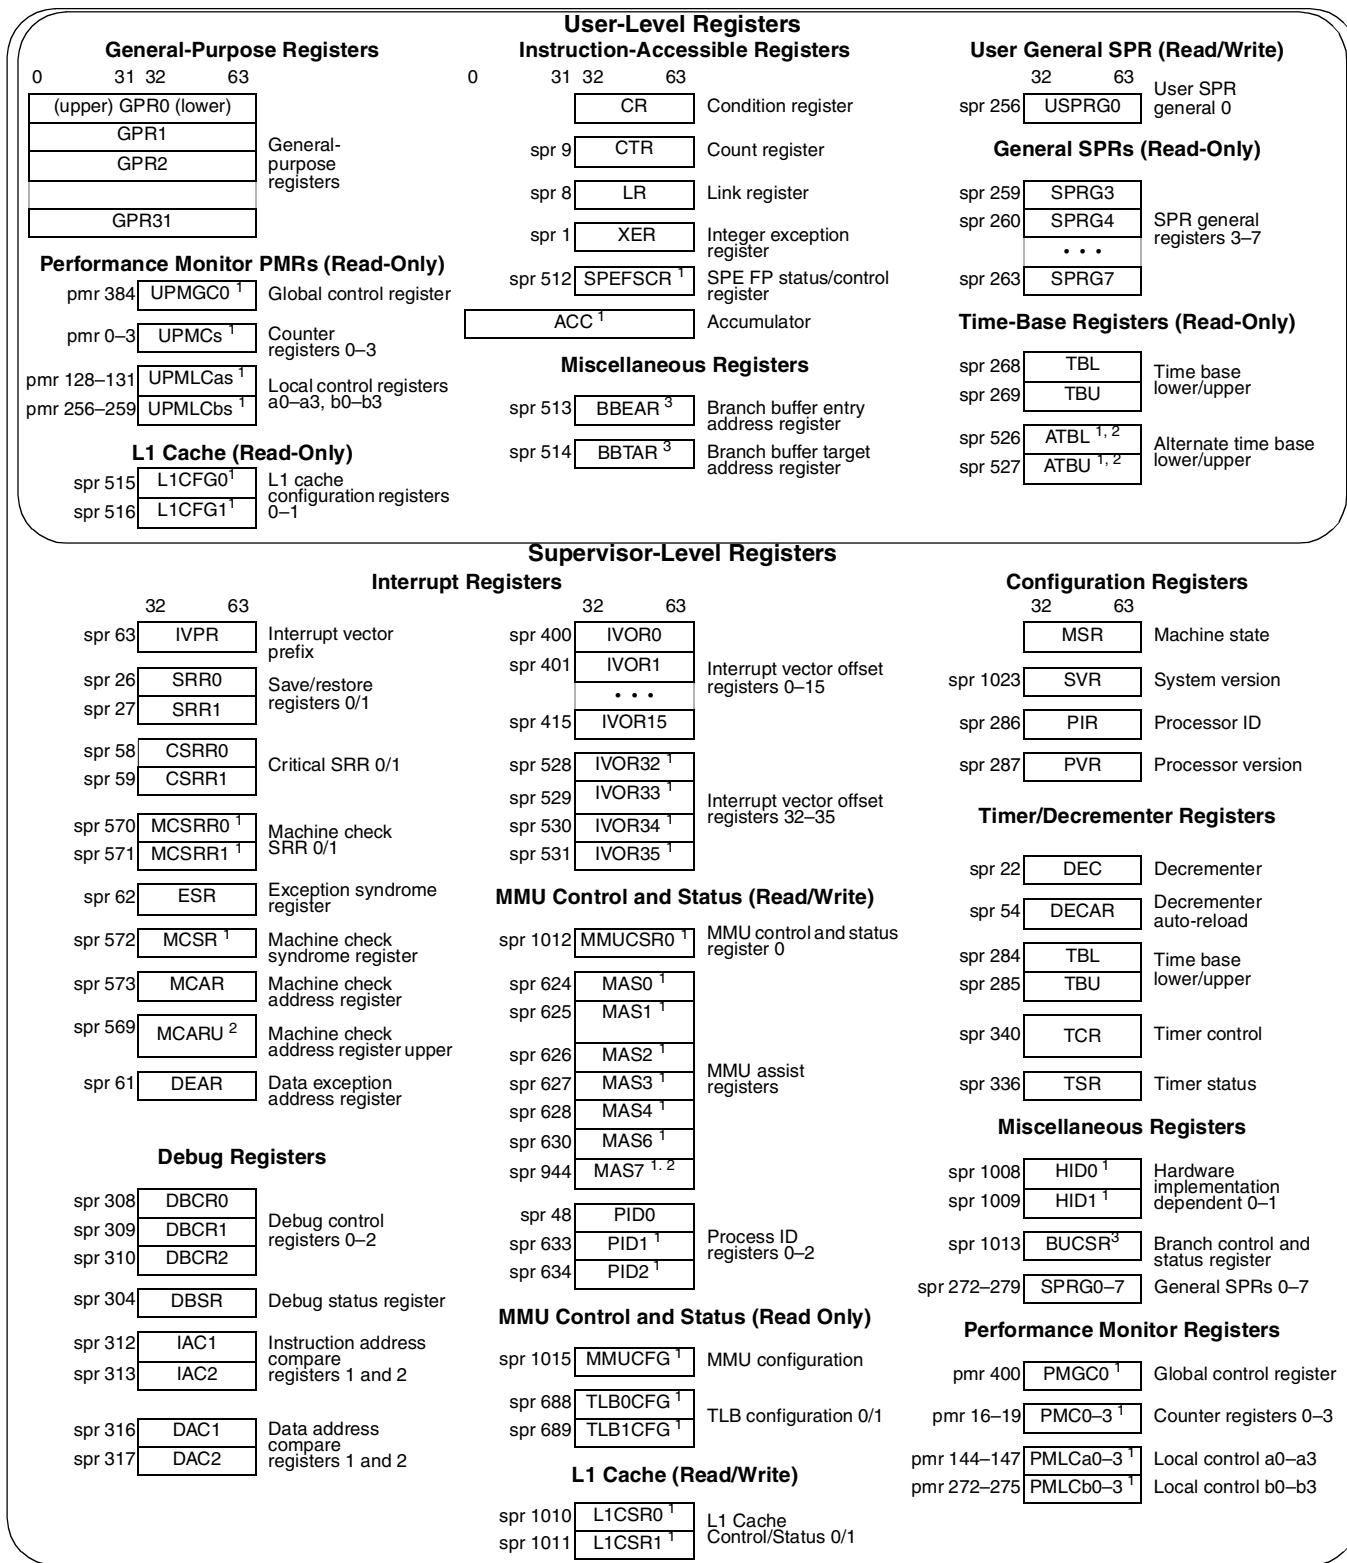 User-Level Registers
General-Purpose Registers
0 31 32 63
(upper) GPR0 (lower)
GPR1
GPR2
GPR31
General-
purpose
registers
Performance Monitor PMRs (Read-Only)
pmr 384 UPMGC0 1 Global control register
pmr 0–3 UPMCs 1 Counter
registers 0–3
pmr 128–131 UPMLCas 1 Local control registers
pmr 256–259 UPMLCbs 1 a0–a3, b0–b3
L1 Cache (Read-Only)
spr 515 L1CFG0 1 L1 cache
configuration registers
spr 516 L1CFG1 1 0–1
Instruction-Accessible Registers
0 31 32 63
CR Condition register
spr 9 CTR Count register
spr 8 LR Link register
spr 1 XER Integer exception
register
spr 512 SPEFSCR 1 SPE FP status/control
register
ACC 1 Accumulator
Miscellaneous Registers
spr 513 BBEAR 3 Branch buffer entry
address register
spr 514 BBTAR 3 Branch buffer target
address register
User General SPR (Read/Write)
32 63
spr 256 USPRG0 User SPR
general 0
General SPRs (Read-Only)
spr 259 SPRG3
spr 260 SPRG4 SPR general
registers 3–7
• • •
spr 263 SPRG7
Time-Base Registers (Read-Only)
spr 268 TBL Time base
spr 269 TBU lower/upper
spr 526 ATBL 1, 2 Alternate time base
spr 527 ATBU 1, 2 lower/upper
Supervisor-Level Registers
Interrupt Registers
32 63
spr 63 IVPR Interrupt vector
prefix
spr 26 SRR0 Save/restore
spr 27 SRR1 registers 0/1
spr 58 CSRR0
spr 59 CSRR1 Critical SRR 0/1
spr 570 MCSRR0 1 Machine check
spr 571 MCSRR1 1 SRR 0/1
spr 62 ESR Exception syndrome
register
spr 572 MCSR 1 Machine check
syndrome register
spr 573 MCAR Machine check
address register
spr 569 MCARU 2 Machine check
address register upper
spr 61 DEAR Data exception
address register
Debug Registers
spr 308 DBCR0
spr 309 DBCR1 Debug control
registers 0–2
spr 310 DBCR2
spr 304 DBSR Debug status register
spr 312 IAC1 Instruction address
compare
spr 313 IAC2 registers 1 and 2
spr 316 DAC1 Data address
compare
spr 317 DAC2 registers 1 and 2
32 63
spr 400 IVOR0
spr 401 IVOR1 Interrupt vector offset
registers 0–15
• • •
spr 415 IVOR15
spr 528 IVOR32 1
spr 529 IVOR33 1 Interrupt vector offset
registers 32–35
spr 530 IVOR34 1
spr 531 IVOR35 1
MMU Control and Status (Read/Write)
spr 1012 MMUCSR0 1 MMU control and status
register 0
spr 624 MAS0 1
spr 625 MAS1 1
spr 626 MAS2 1
spr 627 MAS3 1 MMU assist
registers
spr 628 MAS4 1
spr 630 MAS6 1
spr 944 MAS7 1. 2
spr 48 PID0
spr 633 PID1 1 Process ID
registers 0–2
spr 634 PID2 1
MMU Control and Status (Read Only)
spr 1015 MMUCFG 1 MMU configuration
spr 688 TLB0CFG 1
spr 689 TLB1CFG 1 TLB configuration 0/1
L1 Cache (Read/Write)
spr 1010 L1CSR0 1 L1 Cache
spr 1011 L1CSR1 1 Control/Status 0/1
Configuration Registers
32 63
MSR Machine state
spr 1023 SVR System version
spr 286 PIR Processor ID
spr 287 PVR Processor version
Timer/Decrementer Registers
spr 22 DEC Decrementer
spr 54 DECAR Decrementer
auto-reload
spr 284 TBL Time base
spr 285 TBU lower/upper
spr 340 TCR Timer control
spr 336 TSR Timer status
Miscellaneous Registers
spr 1008 HID0 1 Hardware
implementation
spr 1009 HID1 1 dependent 0–1
spr 1013 BUCSR 3 Branch control and
status register
spr 272–279 SPRG0–7 General SPRs 0–7
Performance Monitor Registers
pmr 400 PMGC0 1 Global control register
pmr 16–19 PMC0–3 1 Counter registers 0–3
pmr 144–147 PMLCa0–3 1 Local control a0–a3
pmr 272–275 PMLCb0–3 1 Local control b0–b3